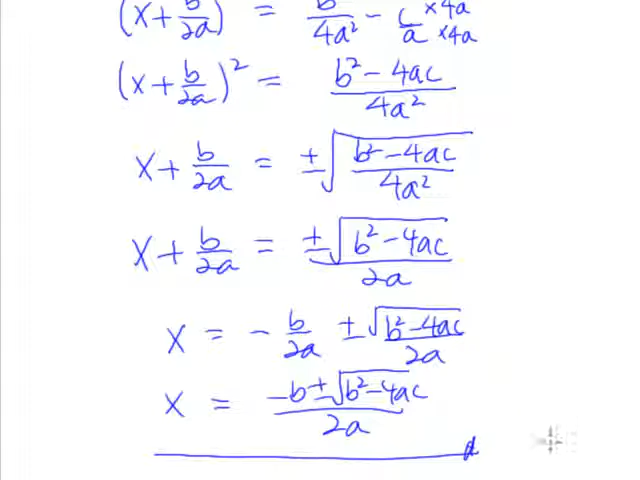 (x + b/2a) = b²/4a² − c/a ×4a ×4a
(x + b/2a)² = b² − 4ac / 4a²
x + b/2a = ±√(b² − 4ac / 4a²)
x + b/2a = ±√(b² − 4ac) / 2a
x = − b/2a ± √(b² − 4ac) / 2a
x = −b ± √(b² − 4ac) / 2a